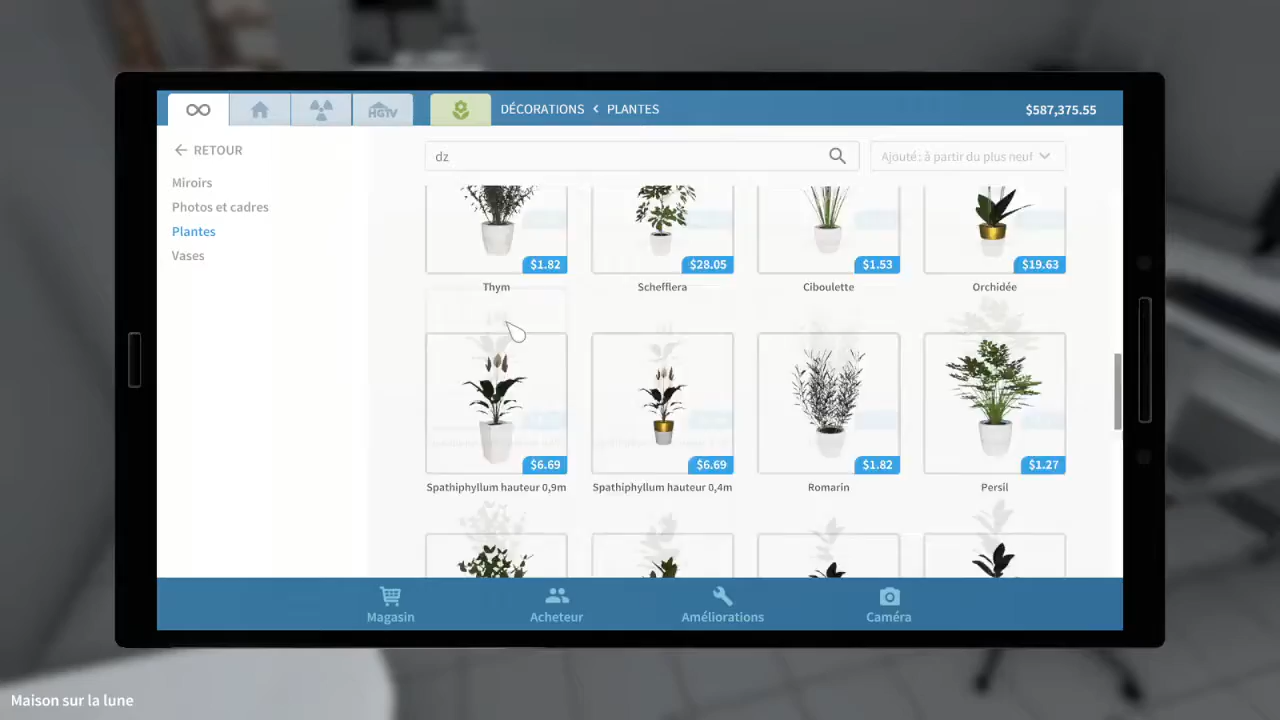 HGTV
DÉCORATIONS < PLANTES
$587,375.55
← RETOUR
dz
Ajouté : à partir du plus neuf
Miroirs
Photos et cadres
Plantes
Vases
$1.82
$28.05
$1.53
$19.63
Thym
Schefflera
Ciboulette
Orchidée
$6.69
$6.69
$1.82
$1.27
Spathiphyllum hauteur 0,9m
Spathiphyllum hauteur 0,4m
Romarin
Persil
Magasin
Acheteur
Améliorations
Caméra
Maison sur la lune